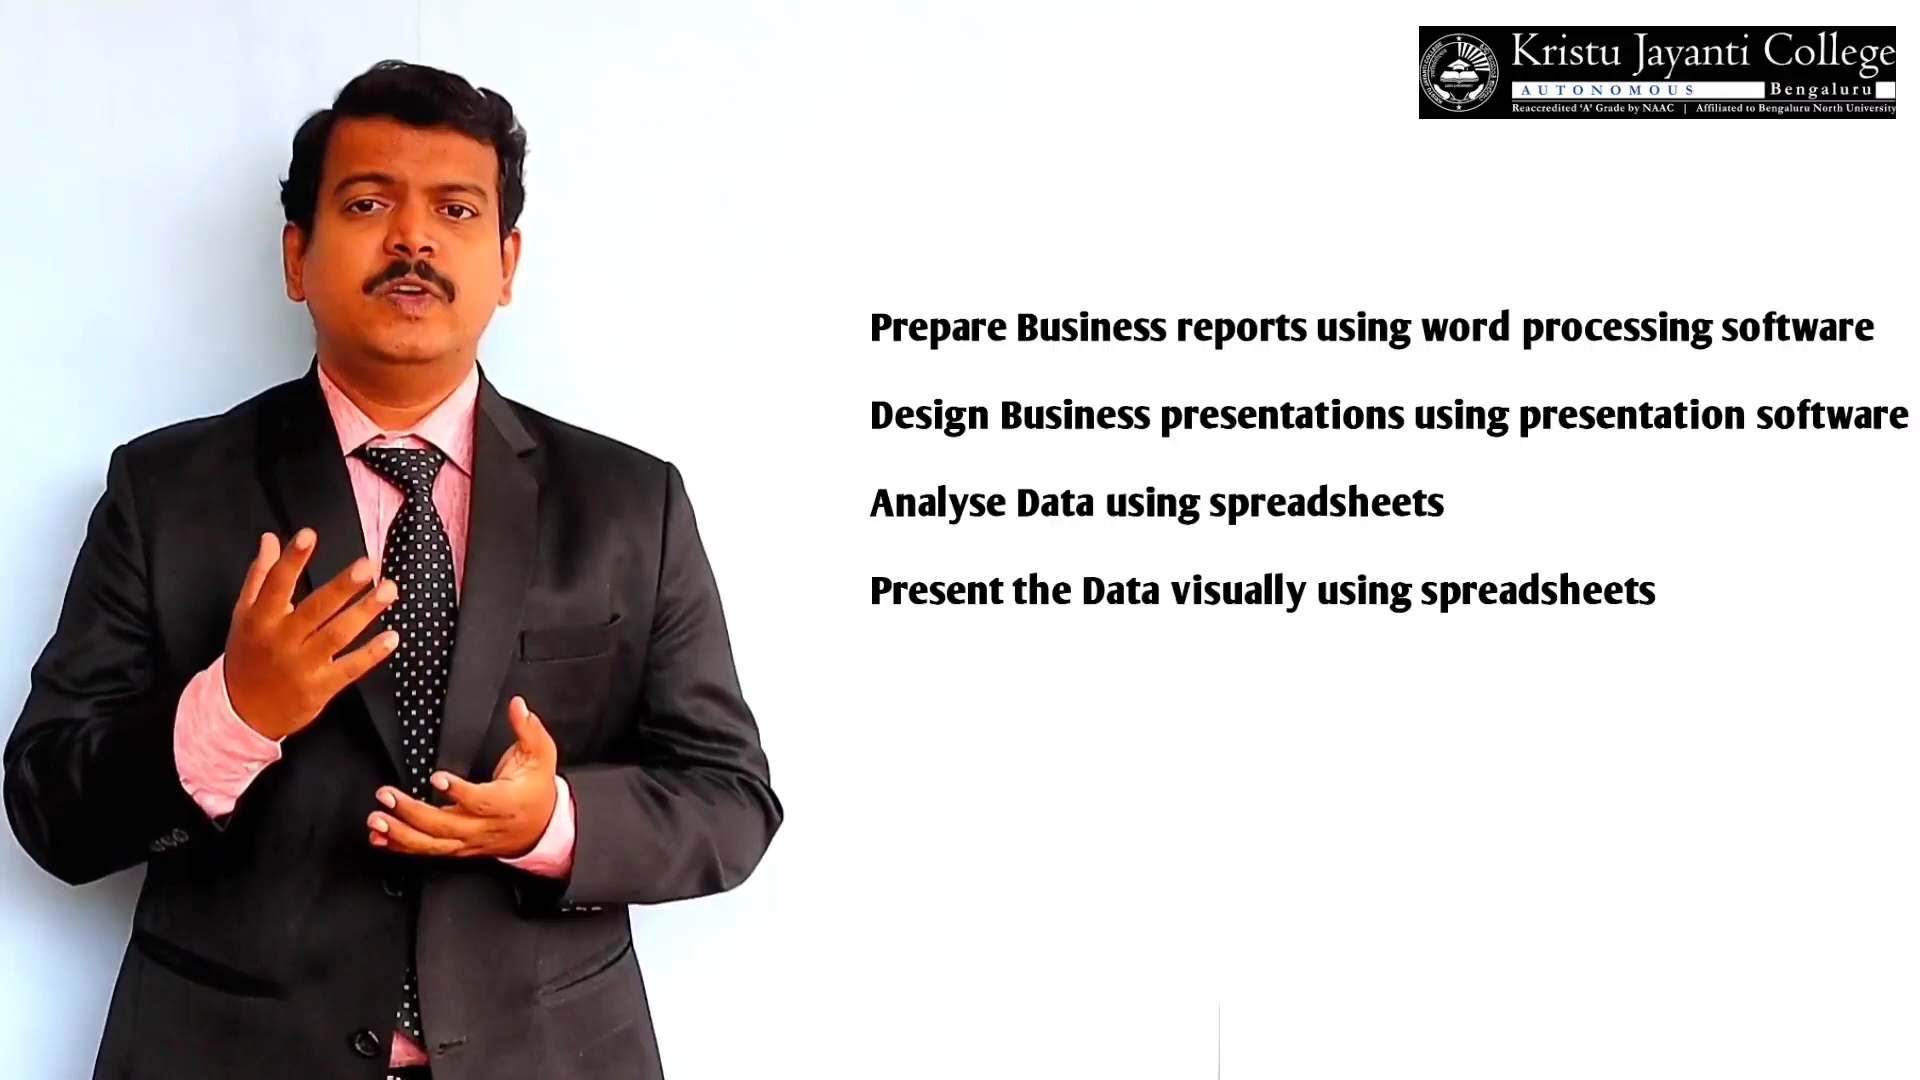 Kristu Jayanti College
AUTONOMOUS Bengaluru
Reaccredited 'A' Grade by NAAC | Affiliated to Bengaluru North University
Prepare Business reports using word processing software
Design Business presentations using presentation software
Analyse Data using spreadsheets
Present the Data visually using spreadsheets